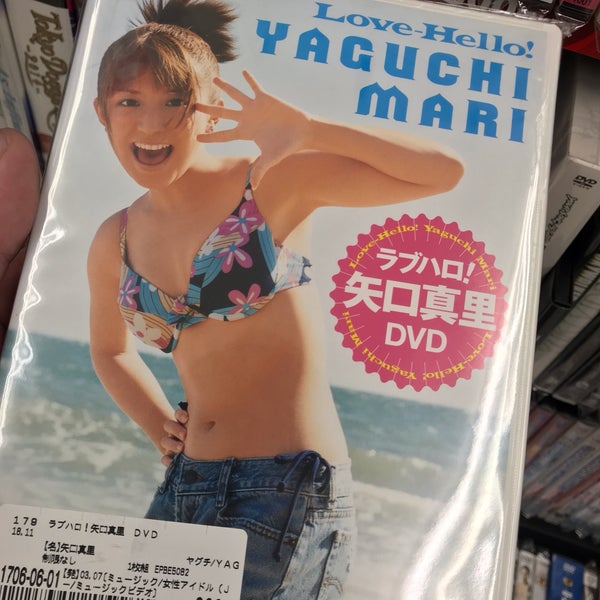 Love-Hello!
YAGUCHI
MARI
Love-Hello! Yaguchi Mari
ラブハロ!
矢口真里
DVD
Love-Hello! Yaguchi Mari
179 ラブハロ!矢口真里 DVD
18.11
【名】矢口真里 ヤグチ/YAG
制限なし 1枚組 EPBE5082
1706-06-01 【発】03.07【ミュージック/女性アイドル (J
-/ミュージックビデオ】
DVD